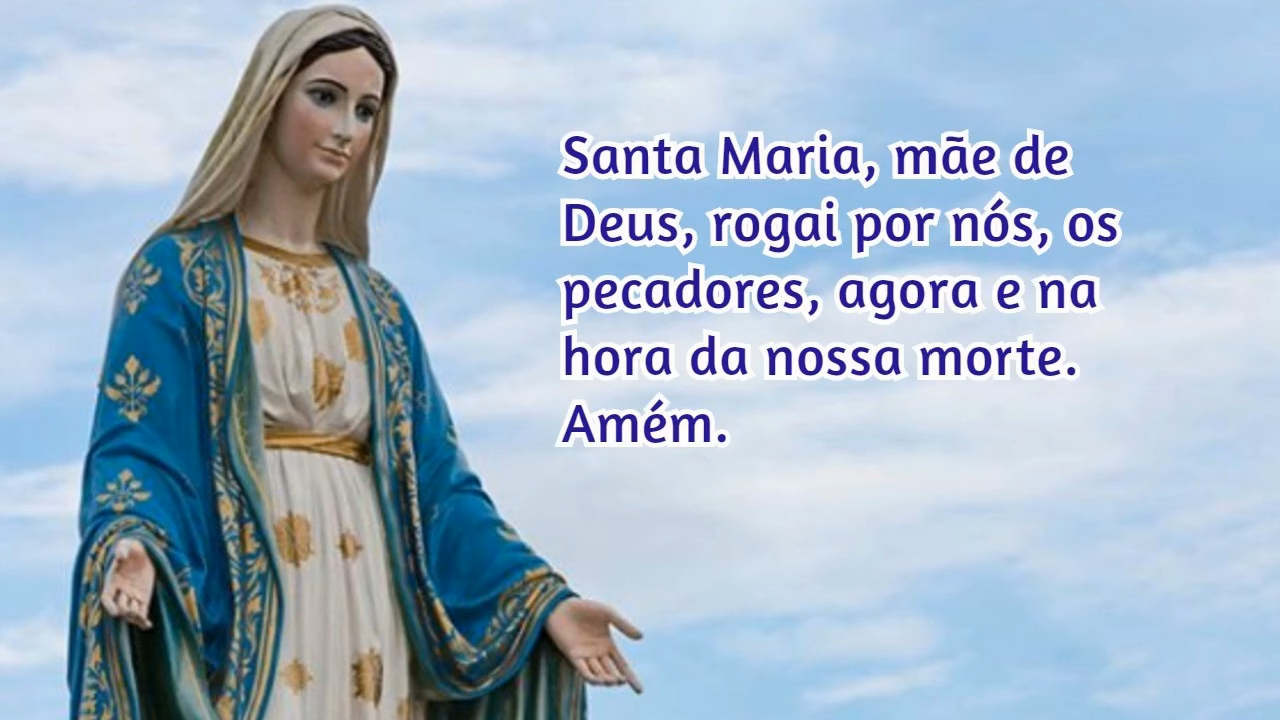 Santa Maria, mãe de
Deus, rogai por nós, os
pecadores, agora e na
hora da nossa morte.
Amém.